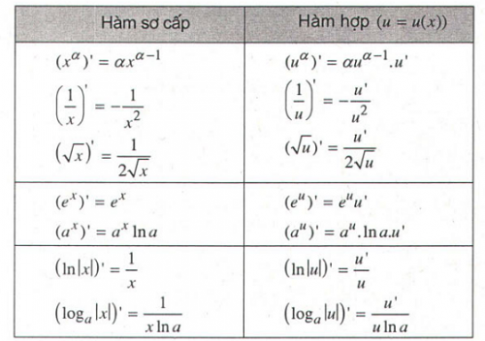 Hàm sơ cấp	Hàm hợp (u = u(x))
(x^α)' = αx^(α−1)	(u^α)' = αu^(α−1).u'
(1/x)' = −1/x²	(1/u)' = −u'/u²
(√x)' = 1/(2√x)	(√u)' = u'/(2√u)
(e^x)' = e^x	(e^u)' = e^u u'
(a^x)' = a^x ln a	(a^u)' = a^u.ln a.u'
(ln|x|)' = 1/x	(ln|u|)' = u'/u
(log_a|x|)' = 1/(x ln a)	(log_a|u|)' = u'/(u ln a)